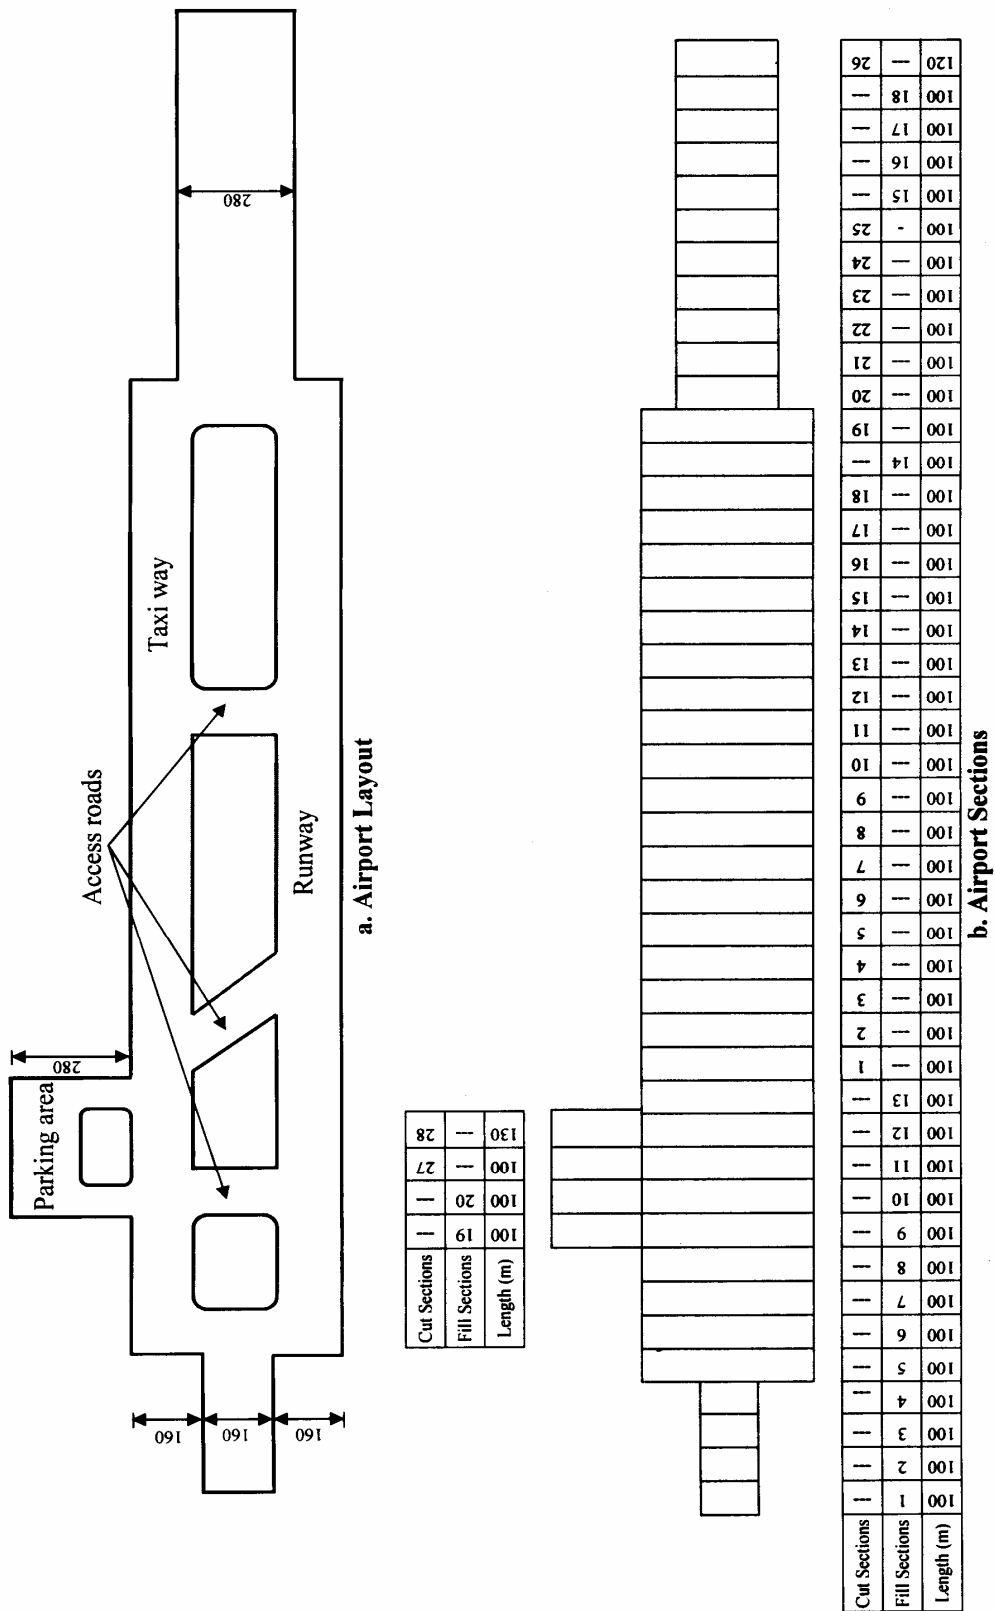 280
Parking area
Access roads
Taxi way
280
160
160
160
Runway
a. Airport Layout
Cut Sections --- --- 27 28
Fill Sections 19 20 --- ---
Length (m) 100 100 100 130
Cut Sections --- --- --- --- --- --- --- --- --- --- --- --- --- 1 2 3 4 5 6 7 8 9 10 11 12 13 14 15 16 17 18 --- 19 20 21 22 23 24 25 --- --- --- --- 26
Fill Sections 1 2 3 4 5 6 7 8 9 10 11 12 13 --- --- --- --- --- --- --- --- --- --- --- --- --- --- --- --- --- --- 14 --- --- --- --- --- --- - 15 16 17 18 ---
Length (m) 100 100 100 100 100 100 100 100 100 100 100 100 100 100 100 100 100 100 100 100 100 100 100 100 100 100 100 100 100 100 100 100 100 100 100 100 100 100 100 100 100 100 100 120
b. Airport Sections